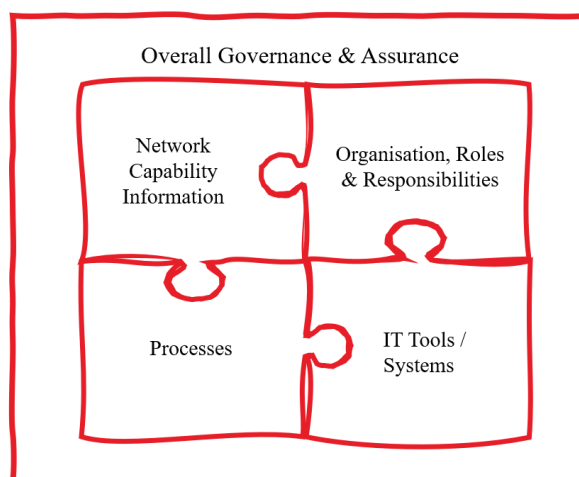 Overall Governance & Assurance
Network
Capability
Information
Organisation, Roles
& Responsibilities
Processes
IT Tools /
Systems